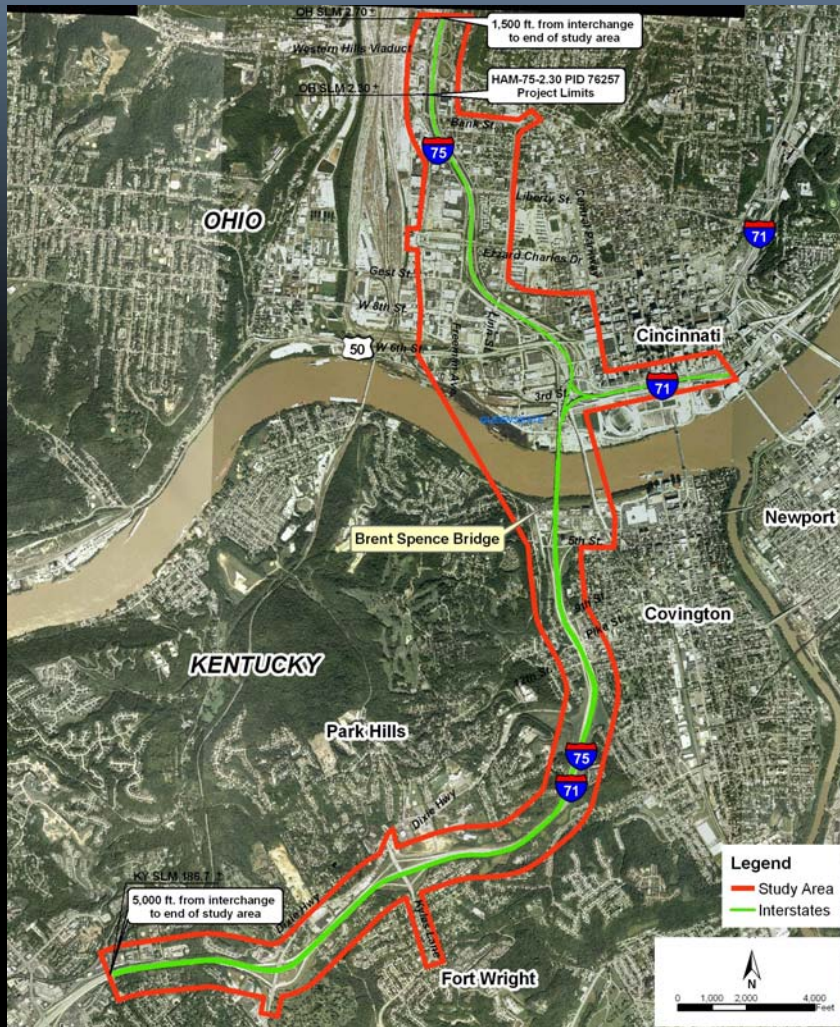 OH SLM 2.70 ±
1,500 ft. from interchange
to end of study area
Western Hills Viaduct
OH SLM 2.30 ±
HAM-75-2.30 PID 76257
Project Limits
Bank St.
75
Liberty St.
Central Parkway
71
OHIO
Ezzard Charles Dr
Gest St.
W 8th St.
Linn St.
Freeman Ave.
Cincinnati
50
W 6th St.
71
3rd St.
Newport
Brent Spence Bridge
5th St.
Covington
9th St.
Pike St.
KENTUCKY
12th St.
Park Hills
75
71
Dixie Hwy
KY SLM 186.7 ±
5,000 ft. from interchange
to end of study area
Dixie Hwy
Kyles Lane
Fort Wright
Legend
Study Area
Interstates
N
0 1,000 2,000 4,000
Feet